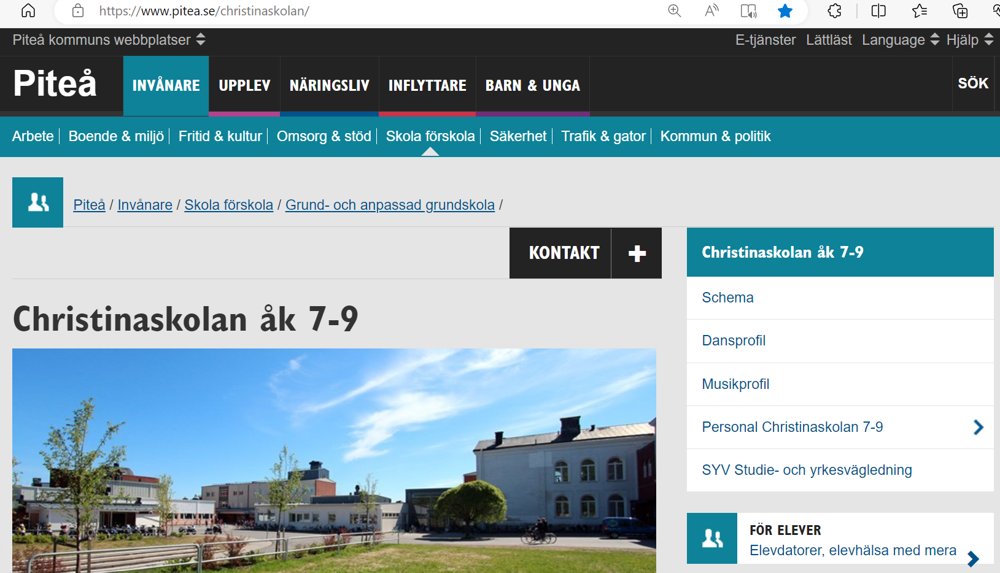 https://www.pitea.se/christinaskolan/
Piteå kommuns webbplatser
E-tjänster Lättläst Language Hjälp
Piteå
INVÅNARE UPPLEV NÄRINGSLIV INFLYTTARE BARN & UNGA
SÖK
Arbete Boende & miljö Fritid & kultur Omsorg & stöd Skola förskola Säkerhet Trafik & gator Kommun & politik
Piteå / Invånare / Skola förskola / Grund- och anpassad grundskola /
KONTAKT
Christinaskolan åk 7-9
Christinaskolan åk 7-9
Schema
Dansprofil
Musikprofil
Personal Christinaskolan 7-9
SYV Studie- och yrkesvägledning
FÖR ELEVER
Elevdatorer, elevhälsa med mera